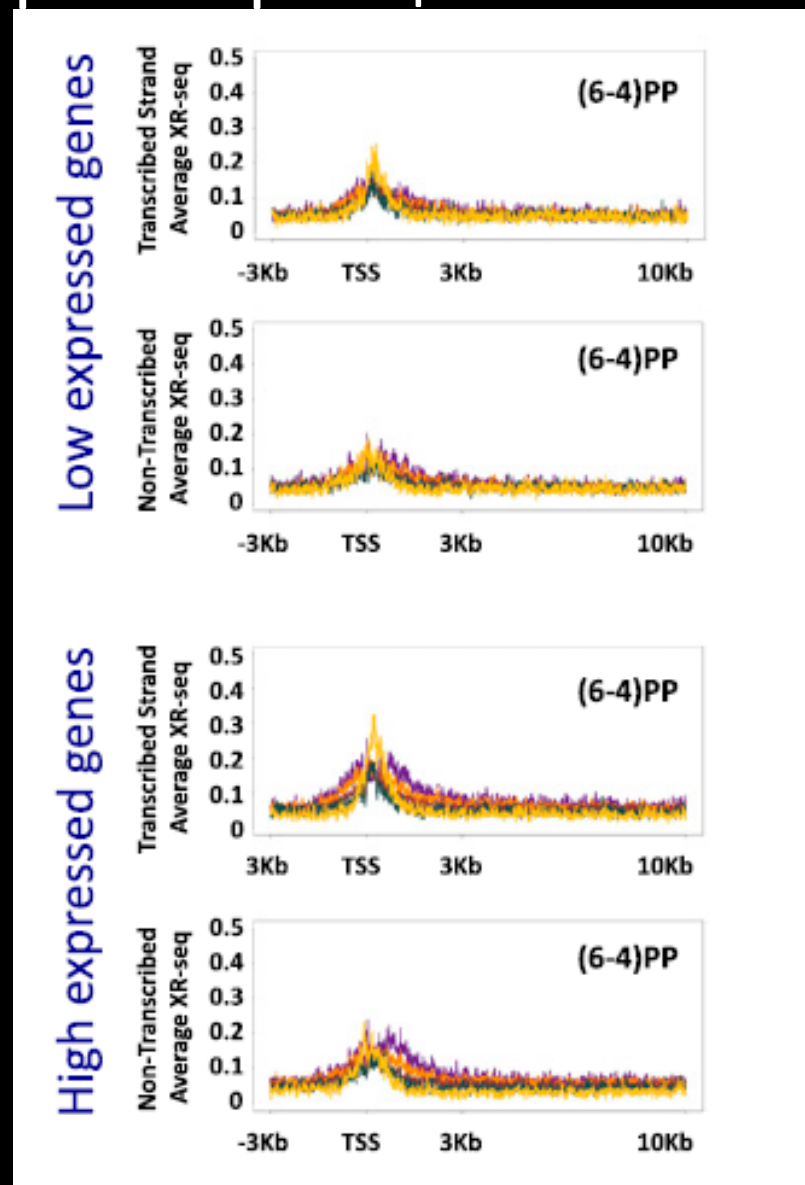 Low expressed genes
Transcribed Strand
Average XR-seq
0.5
0.4
0.3
0.2
0.1
0
(6-4)PP
-3Kb TSS 3Kb 10Kb
Non-Transcribed
Average XR-seq
0.5
0.4
0.3
0.2
0.1
0
(6-4)PP
-3Kb TSS 3Kb 10Kb
High expressed genes
Transcribed Strand
Average XR-seq
0.5
0.4
0.3
0.2
0.1
0
(6-4)PP
3Kb TSS 3Kb 10Kb
Non-Transcribed
Average XR-seq
0.5
0.4
0.3
0.2
0.1
0
(6-4)PP
-3Kb TSS 3Kb 10Kb